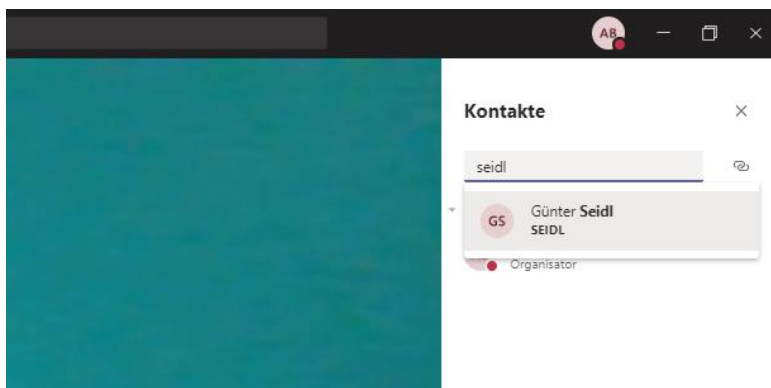 AB
Kontakte
seidl
GS
Günter Seidl
SEIDL
Organisator